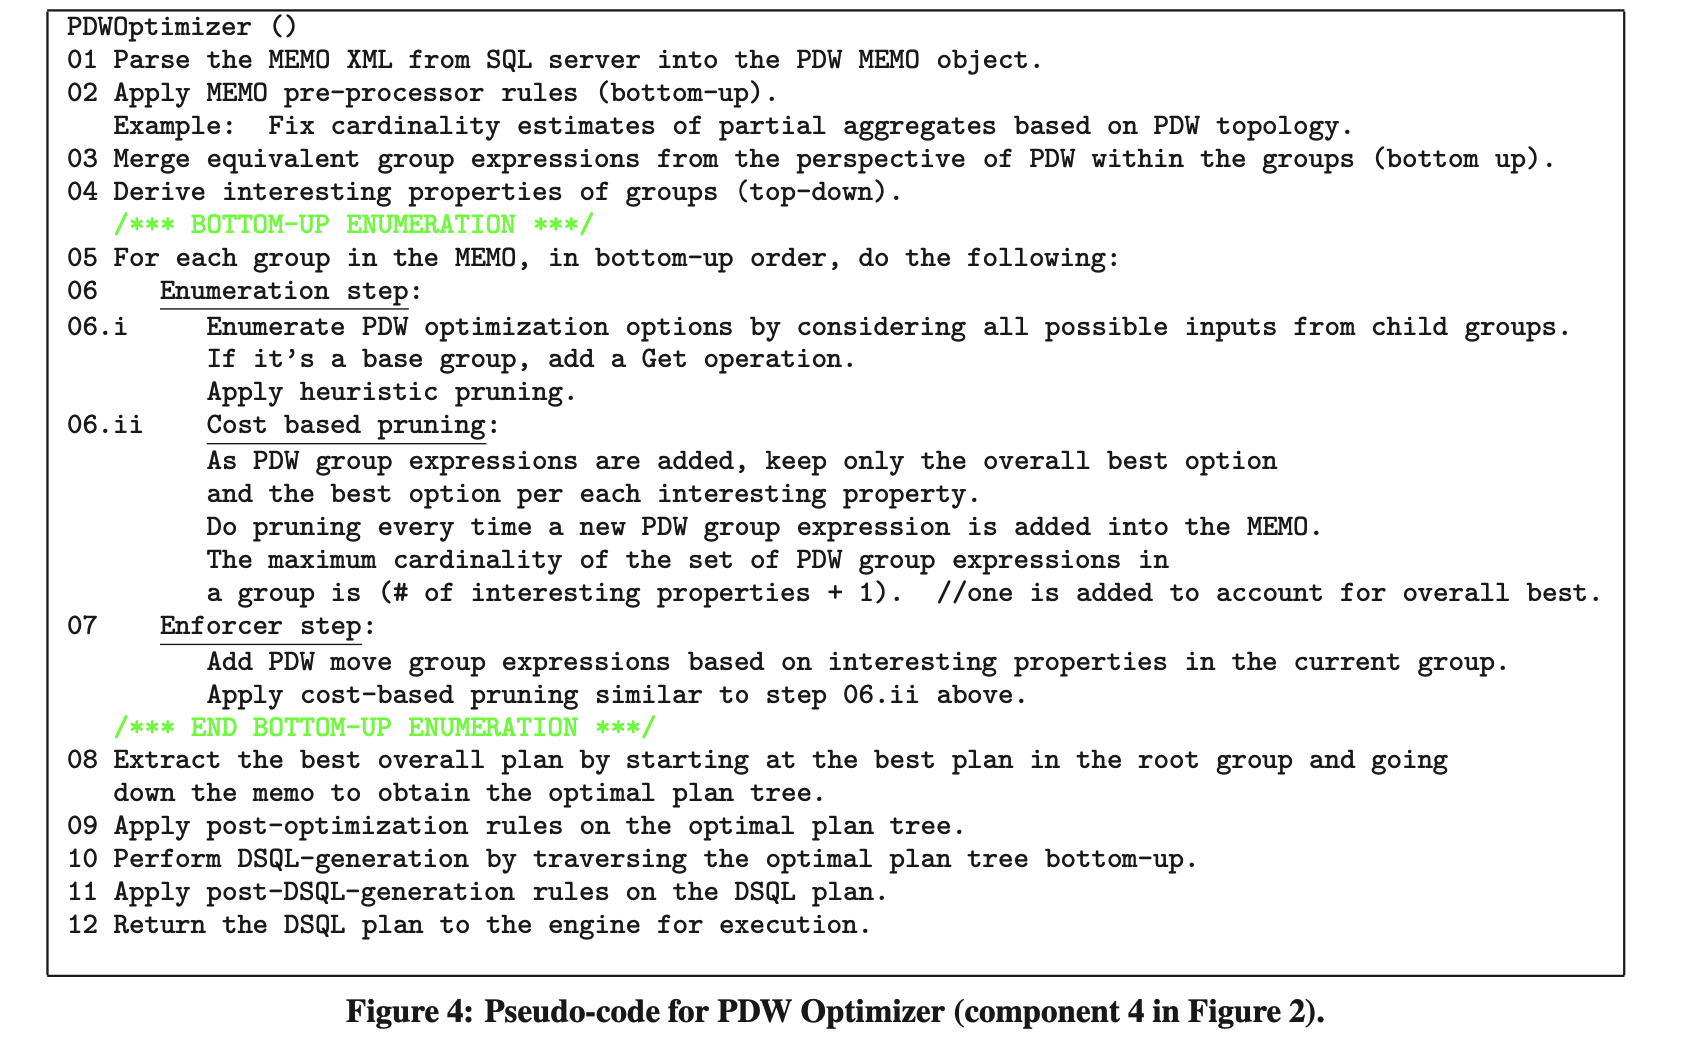 PDWOptimizer ()
01 Parse the MEMO XML from SQL server into the PDW MEMO object.
02 Apply MEMO pre-processor rules (bottom-up).
Example: Fix cardinality estimates of partial aggregates based on PDW topology.
03 Merge equivalent group expressions from the perspective of PDW within the groups (bottom up).
04 Derive interesting properties of groups (top-down).
/*** BOTTOM-UP ENUMERATION ***/
05 For each group in the MEMO, in bottom-up order, do the following:
06 Enumeration step:
06.i Enumerate PDW optimization options by considering all possible inputs from child groups.
If it's a base group, add a Get operation.
Apply heuristic pruning.
06.ii Cost based pruning:
As PDW group expressions are added, keep only the overall best option
and the best option per each interesting property.
Do pruning every time a new PDW group expression is added into the MEMO.
The maximum cardinality of the set of PDW group expressions in
a group is (# of interesting properties + 1). //one is added to account for overall best.
07 Enforcer step:
Add PDW move group expressions based on interesting properties in the current group.
Apply cost-based pruning similar to step 06.ii above.
/*** END BOTTOM-UP ENUMERATION ***/
08 Extract the best overall plan by starting at the best plan in the root group and going
down the memo to obtain the optimal plan tree.
09 Apply post-optimization rules on the optimal plan tree.
10 Perform DSQL-generation by traversing the optimal plan tree bottom-up.
11 Apply post-DSQL-generation rules on the DSQL plan.
12 Return the DSQL plan to the engine for execution.
Figure 4: Pseudo-code for PDW Optimizer (component 4 in Figure 2).